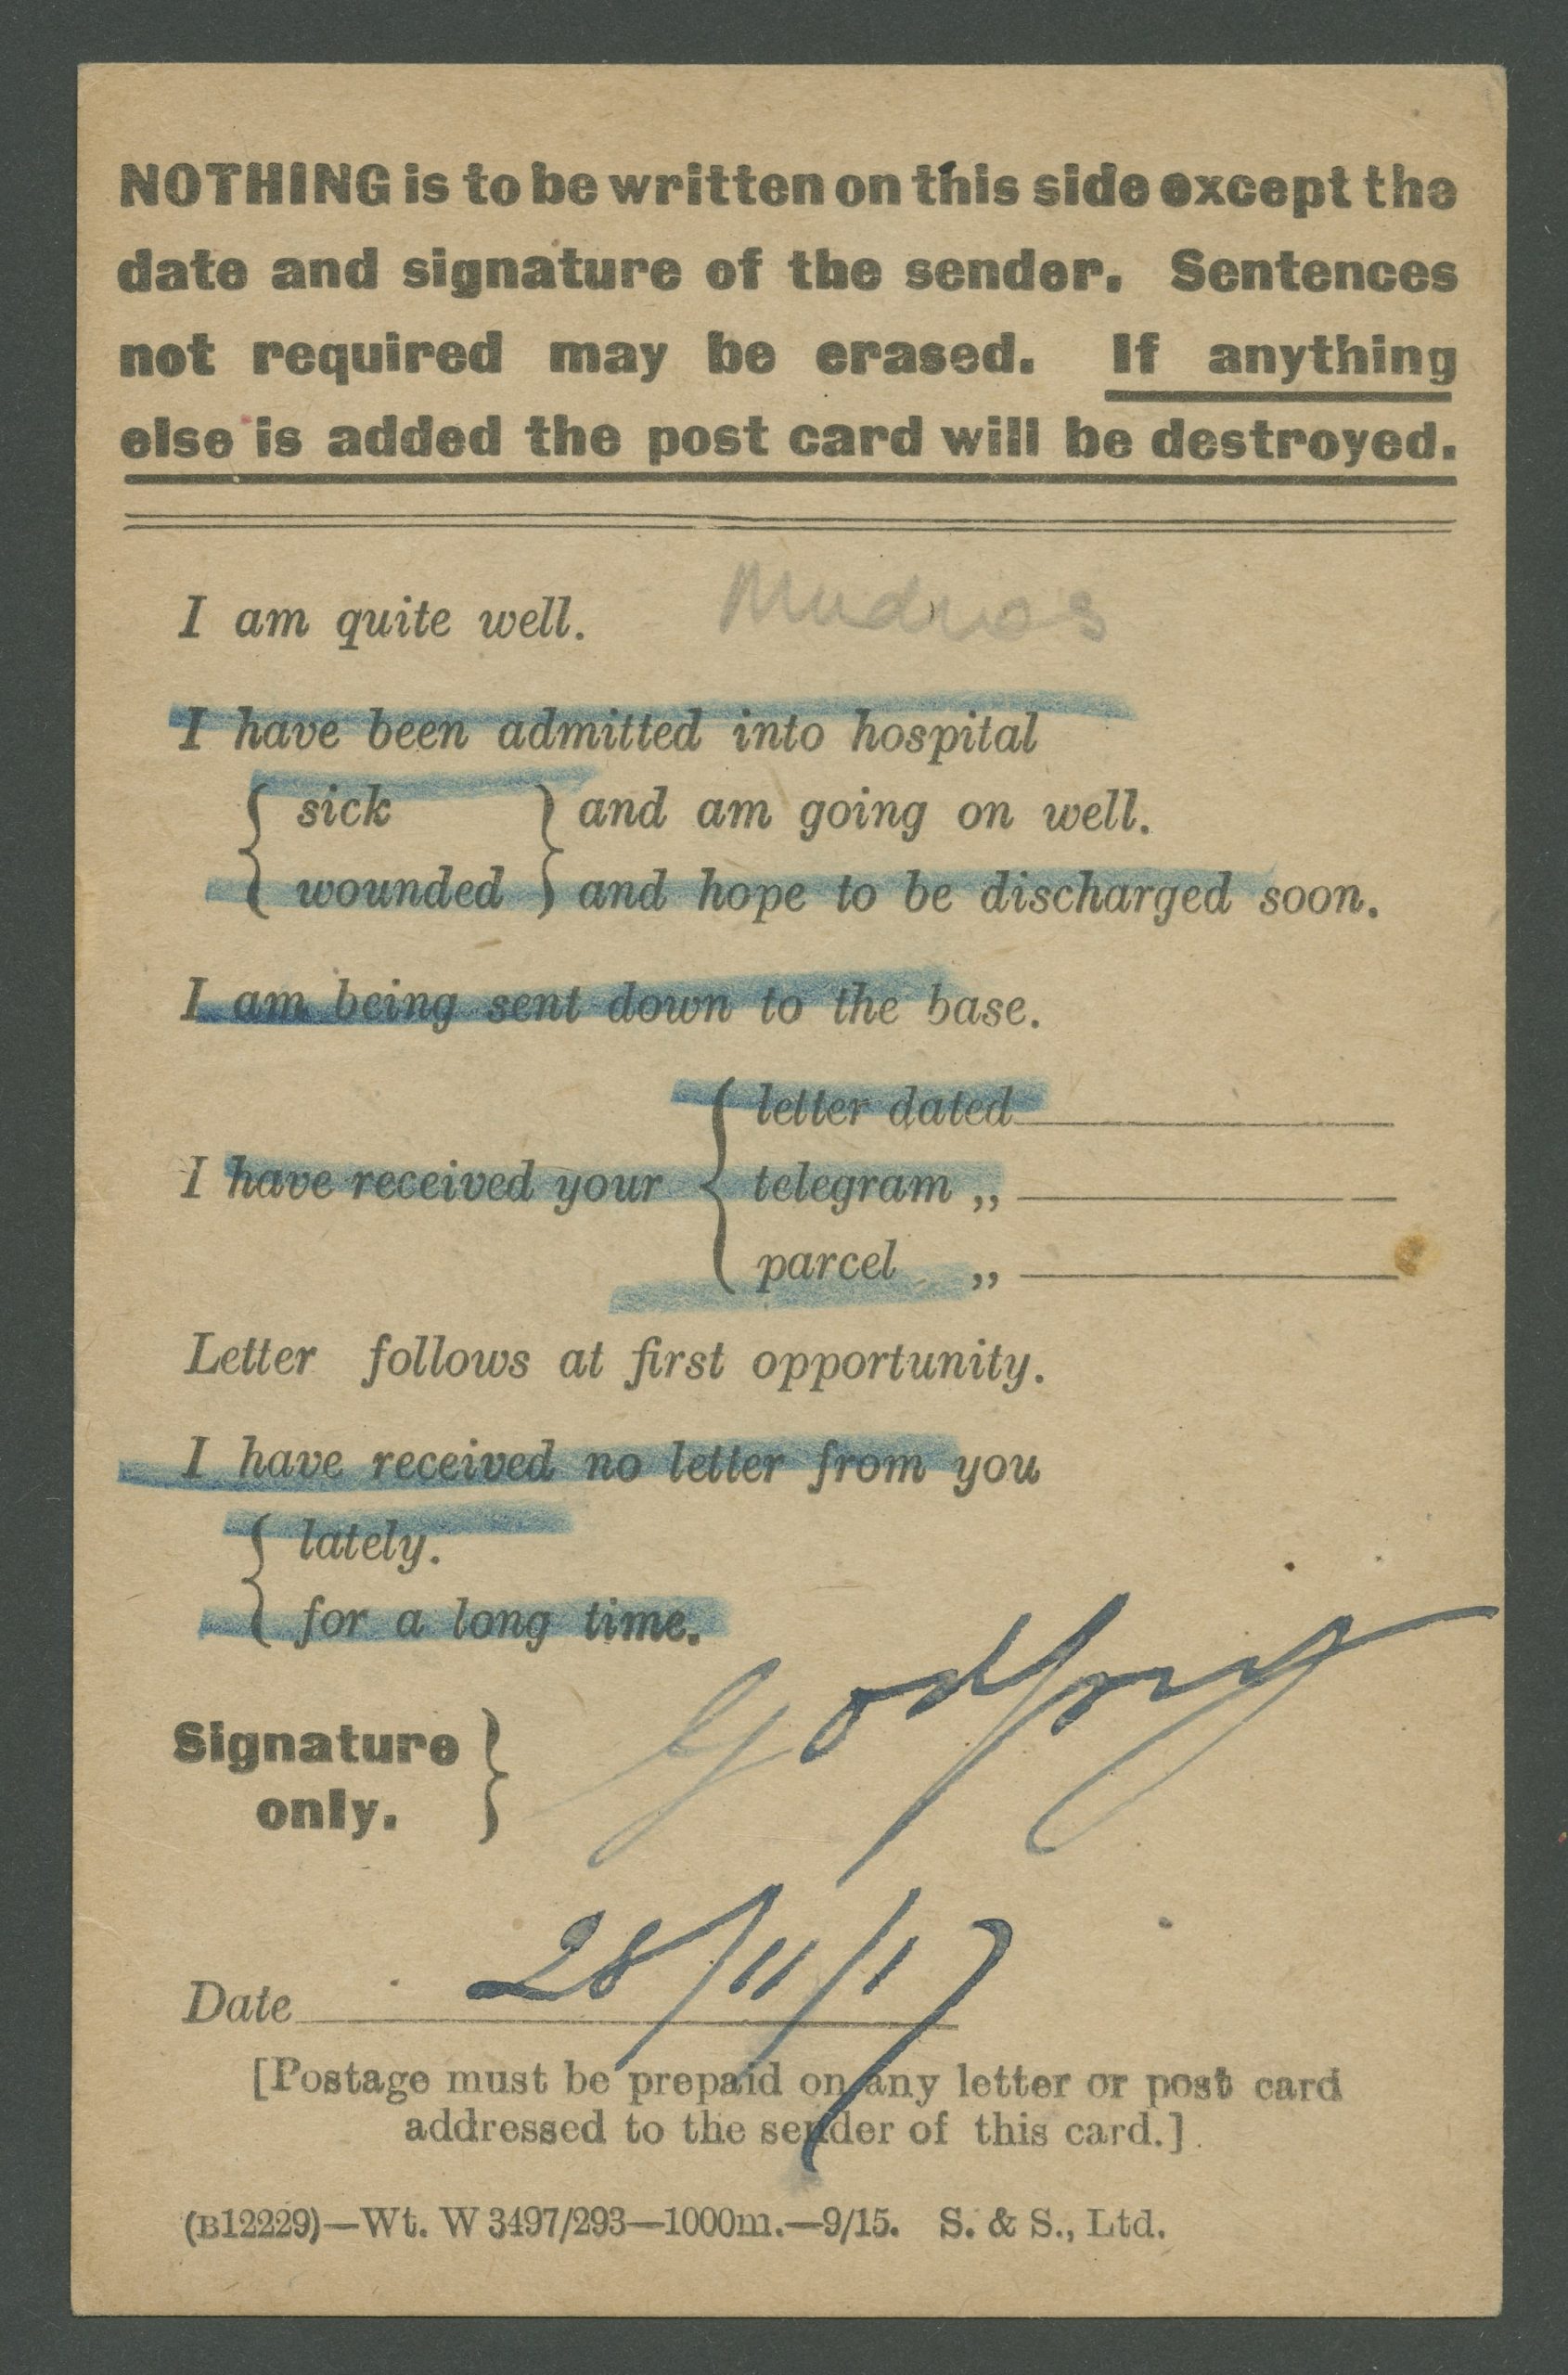 NOTHING is to be written on this side except the
date and signature of the sender. Sentences
not required may be erased. If anything
else is added the post card will be destroyed.
I am quite well. Mudros
I have been admitted into hospital
{ sick } and am going on well.
{ wounded } and hope to be discharged soon.
I am being sent down to the base.
{ letter dated
I have received your { telegram ,,
{ parcel ,,
Letter follows at first opportunity.
I have received no letter from you
{ lately.
{ for a long time.
Signature
only. } Godfrey
Date 28/11/17
[Postage must be prepaid on any letter or post card
addressed to the sender of this card.]
(B12229)—Wt. W 3497/293—1000m.—9/15. S. & S., Ltd.